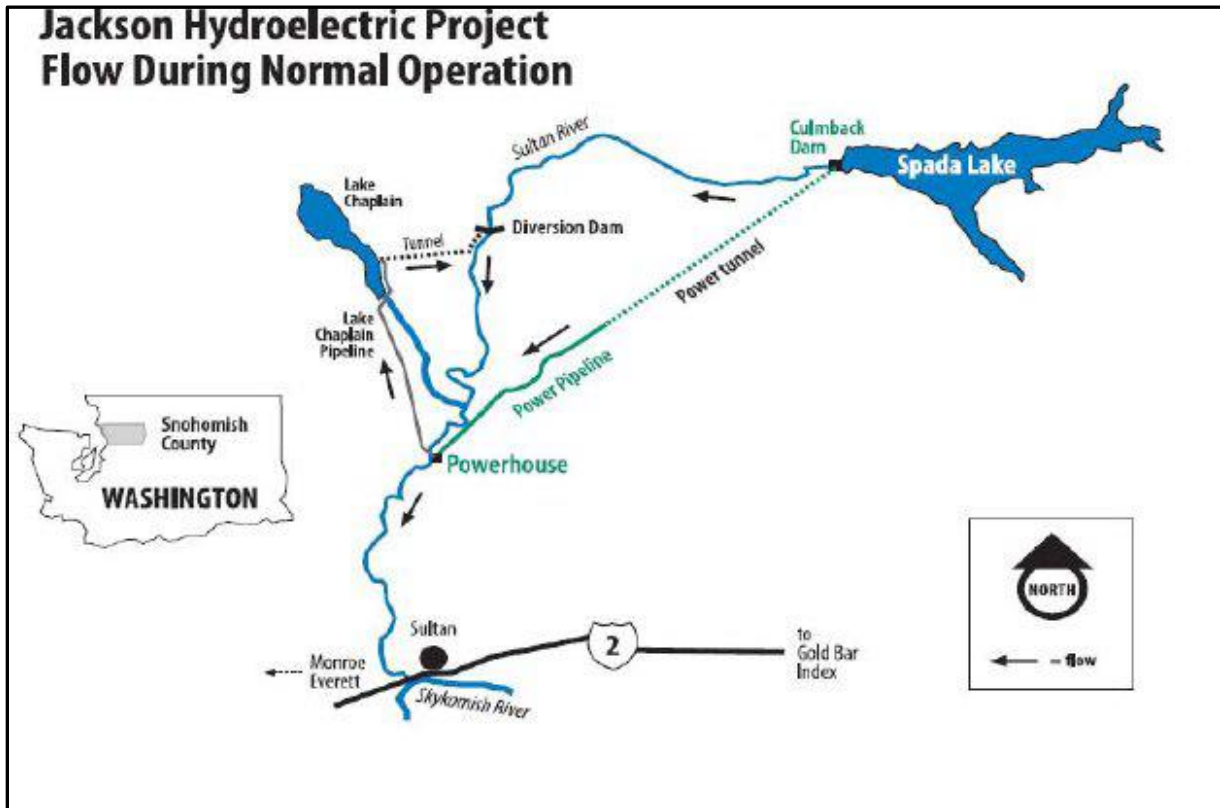 Jackson Hydroelectric Project
Flow During Normal Operation
Culmback
Dam
Spada Lake
Sultan River
Lake
Chaplain
Tunnel
Diversion Dam
Power tunnel
Lake
Chaplain
Pipeline
Power Pipeline
Snohomish
County
WASHINGTON
Powerhouse
NORTH
= flow
Sultan
2
to
Gold Bar
Index
Monroe
Everett
Skykomish River